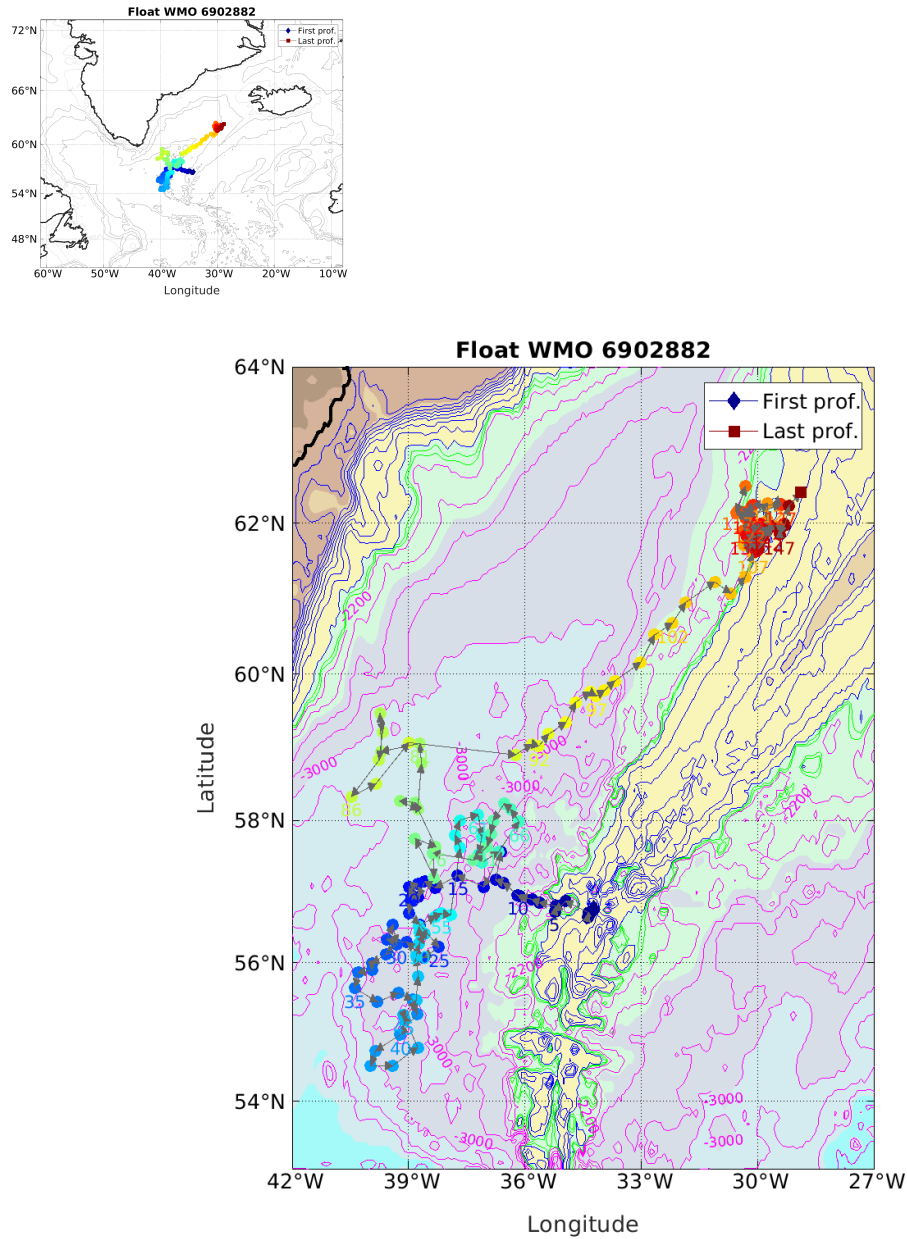 Float WMO 6902882
First prof.
Last prof.
72°N
66°N
60°N
54°N
48°N
60°W 50°W 40°W 30°W 20°W 10°W
Longitude
Float WMO 6902882
First prof.
Last prof.
64°N
62°N
60°N
58°N
56°N
54°N
Latitude
-2200
147
102
97
-3000
-3000
-3000
-3000
86
-2200
15
20
10
5
55
25
30
-2200
35
40
-3000
-3000
-2200
-3000
-3000
42°W 39°W 36°W 33°W 30°W 27°W
Longitude